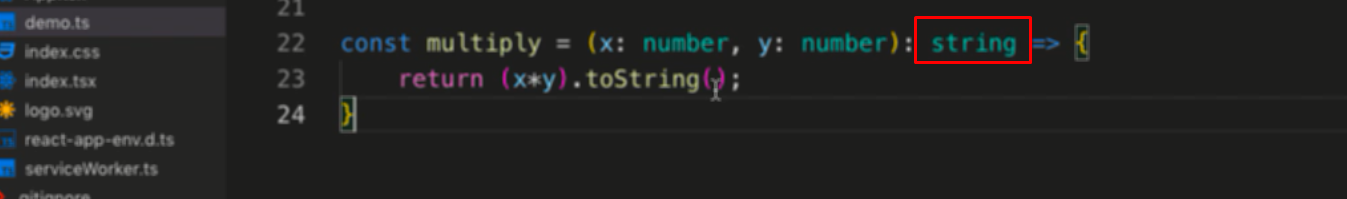 21
demo.ts
22 const multiply = (x: number, y: number): string => {
index.css
index.tsx
23 return (x*y).toString();
logo.svg
24 }
react-app-env.d.ts
serviceWorker.ts
.gitignore